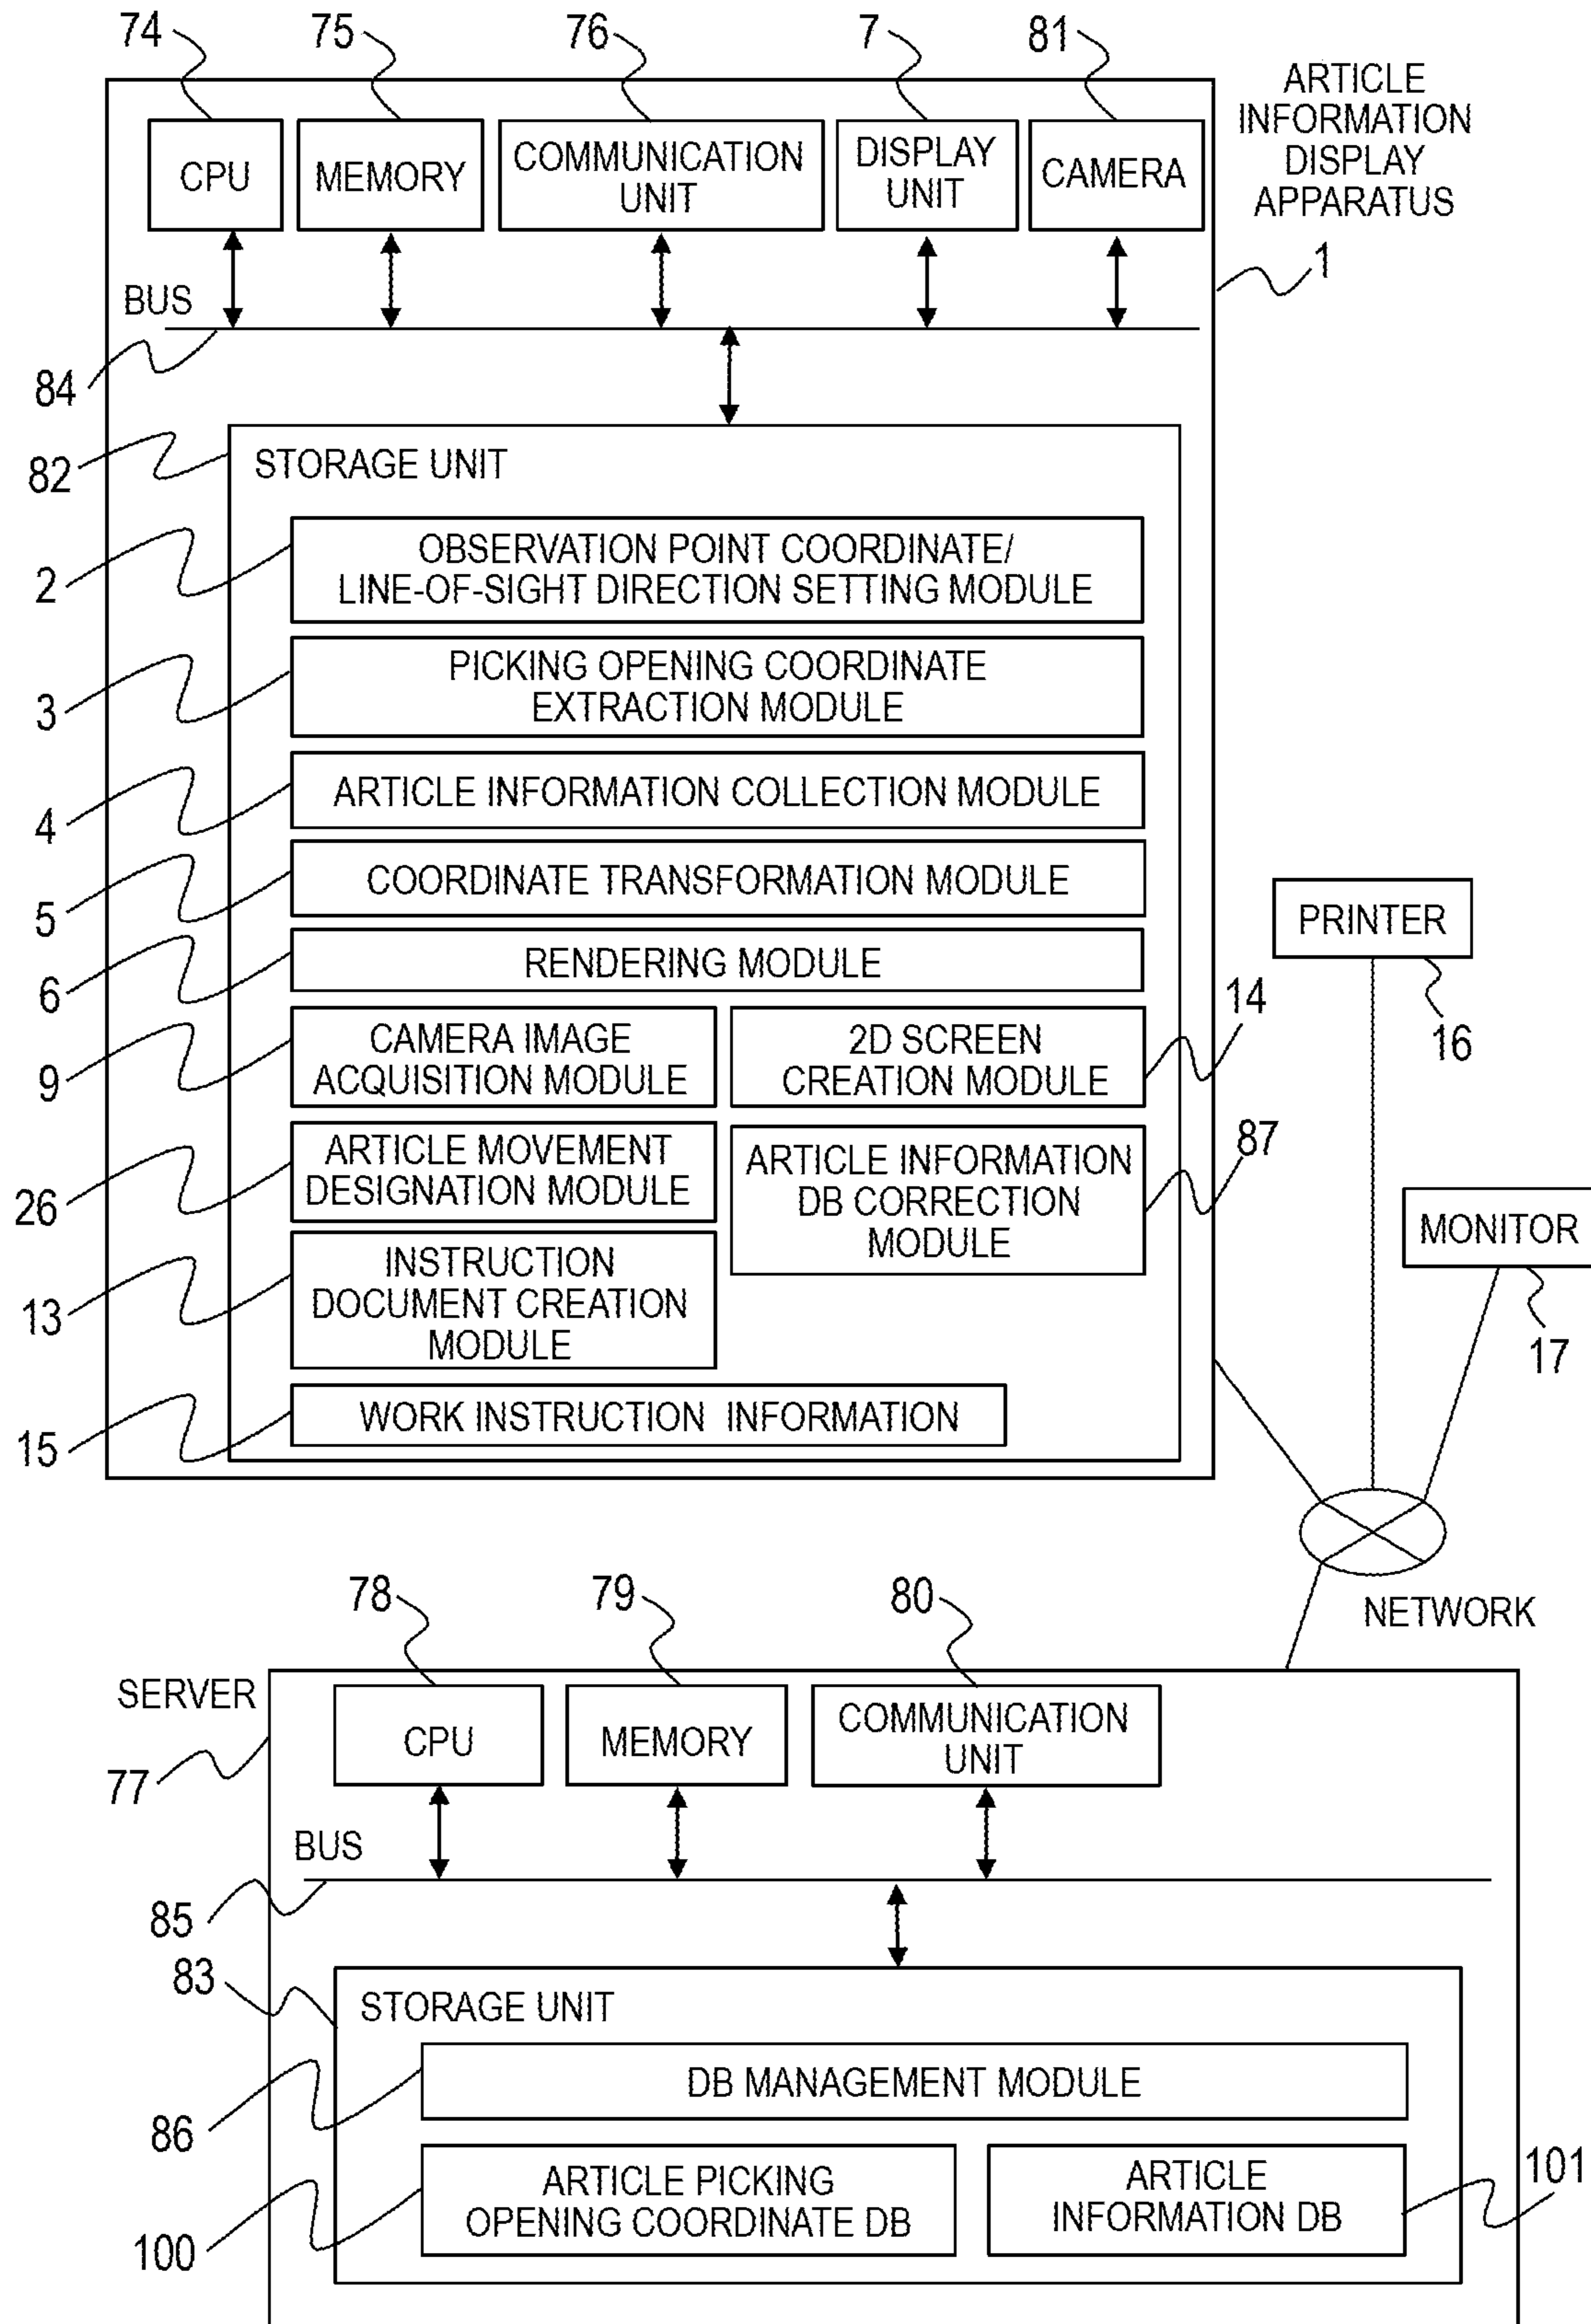 74
75
76
7
81
ARTICLE
INFORMATION
DISPLAY
APPARATUS
1
CPU
MEMORY
COMMUNICATION
UNIT
DISPLAY
UNIT
CAMERA
BUS
84
82
STORAGE UNIT
2
OBSERVATION POINT COORDINATE/
LINE-OF-SIGHT DIRECTION SETTING MODULE
3
PICKING OPENING COORDINATE
EXTRACTION MODULE
4
ARTICLE INFORMATION COLLECTION MODULE
5
COORDINATE TRANSFORMATION MODULE
6
RENDERING MODULE
9
CAMERA IMAGE
ACQUISITION MODULE
2D SCREEN
CREATION MODULE
14
26
ARTICLE MOVEMENT
DESIGNATION MODULE
ARTICLE INFORMATION
DB CORRECTION
MODULE
87
13
INSTRUCTION
DOCUMENT CREATION
MODULE
15
WORK INSTRUCTION INFORMATION
PRINTER
16
MONITOR
17
NETWORK
SERVER
77
78
79
80
CPU
MEMORY
COMMUNICATION
UNIT
BUS
85
83
STORAGE UNIT
86
DB MANAGEMENT MODULE
100
ARTICLE PICKING
OPENING COORDINATE DB
ARTICLE
INFORMATION DB
101